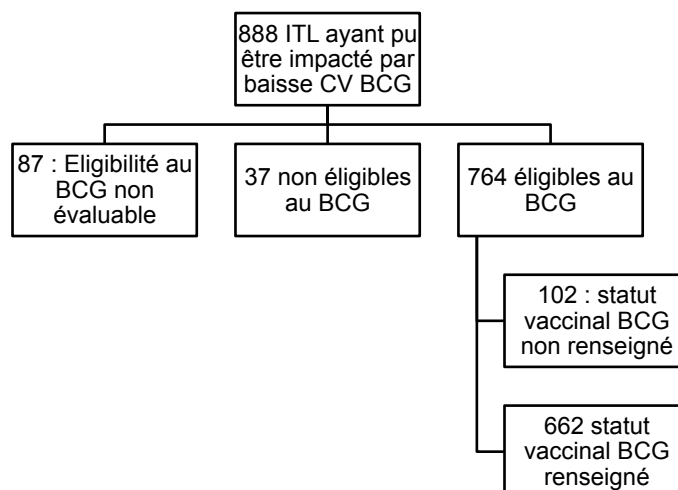 888 ITL ayant pu
être impacté par
baisse CV BCG
87 : Eligibilité au
BCG non
évaluable
37 non éligibles
au BCG
764 éligibles au
BCG
102 : statut
vaccinal BCG
non renseigné
662 statut
vaccinal BCG
renseigné